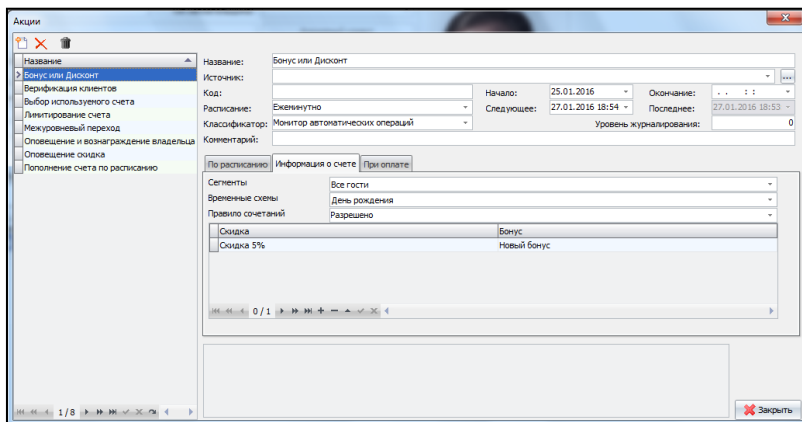 Акции
Название
Бонус или Дисконт
Верификация клиентов
Выбор используемого счета
Лимитирование счета
Межуровневый переход
Оповещение и вознаграждение владельца
Оповещение скидка
Пополнение счета по расписанию
1 / 8
Название: Бонус или Дисконт
Источник:
Код: Начало: 25.01.2016 Окончание: . . : :
Расписание: Ежеминутно Следующее: 27.01.2016 18:54 Последнее: 27.01.2016 18:53
Классификатор: Монитор автоматических операций Уровень журналирования: 0
Комментарий:
По расписанию Информация о счете При оплате
Сегменты Все гости
Временные схемы День рождения
Правило сочетаний Разрешено
Скидка Бонус
Скидка 5% Новый бонус
0 / 1
Закрыть